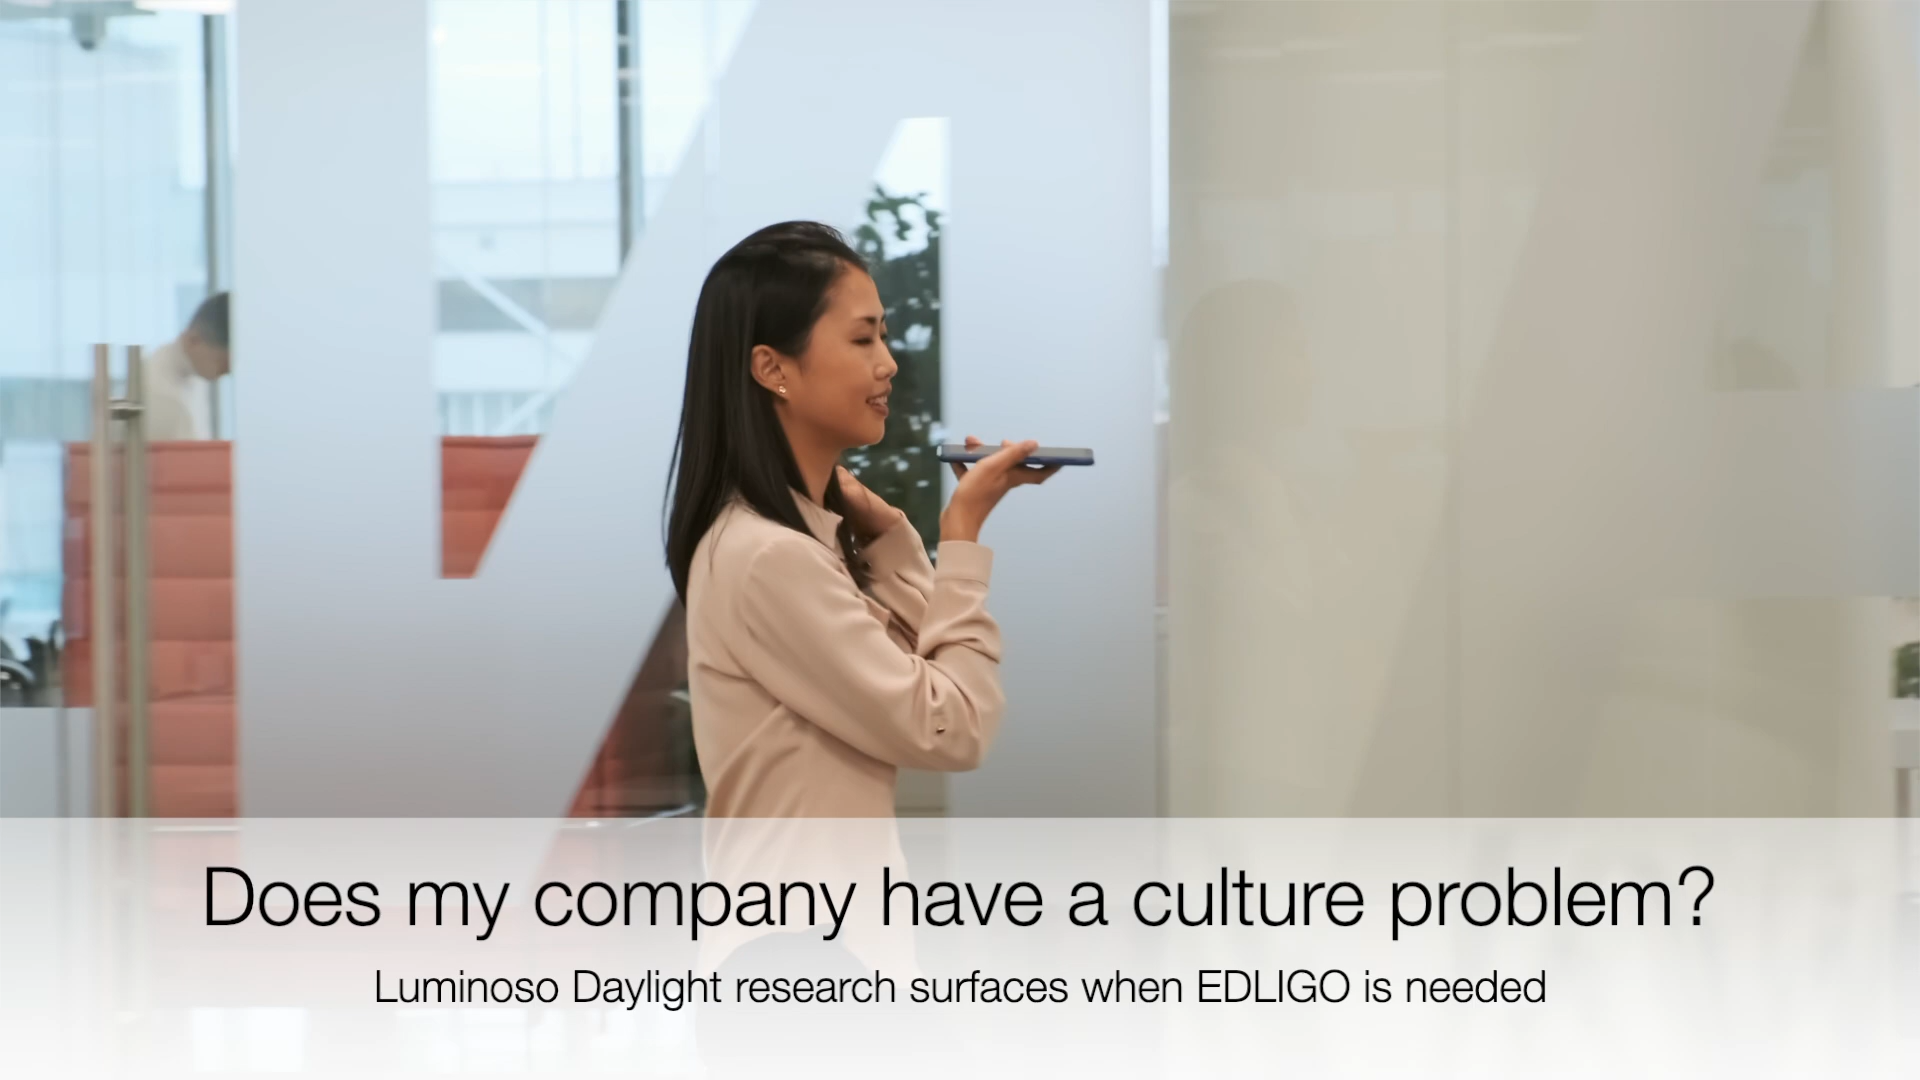 Does my company have a culture problem?
Luminoso Daylight research surfaces when EDLIGO is needed